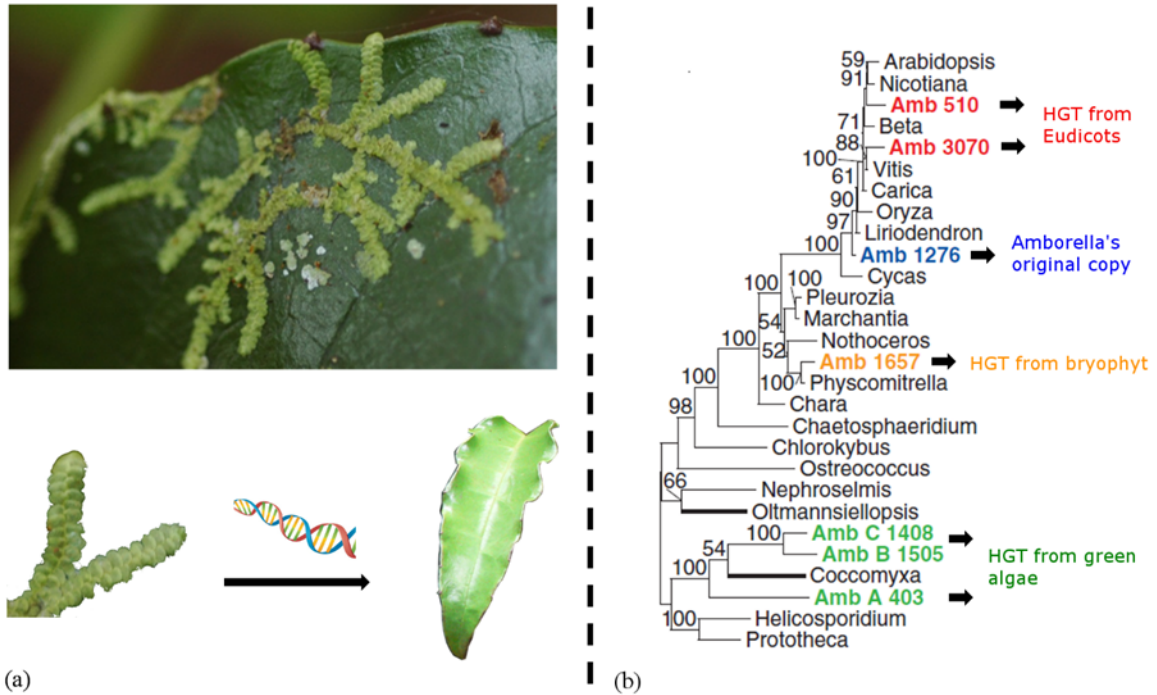 59
Arabidopsis
91
Nicotiana
Amb 510
HGT from
Eudicots
71
Beta
88
Amb 3070
100
Vitis
61
Carica
90
Oryza
97
Liriodendron
100
Amb 1276
Amborella's
original copy
Cycas
100
100
Pleurozia
Marchantia
54
100
Nothoceros
52
Amb 1657
HGT from bryophyt
100
Physcomitrella
100
Chara
98
Chaetosphaeridium
Chlorokybus
Ostreococcus
66
Nephroselmis
Oltmannsiellopsis
100
Amb C 1408
54
Amb B 1505
HGT from green
algae
100
Coccomyxa
Amb A 403
100
Helicosporidium
Prototheca
(a)
(b)